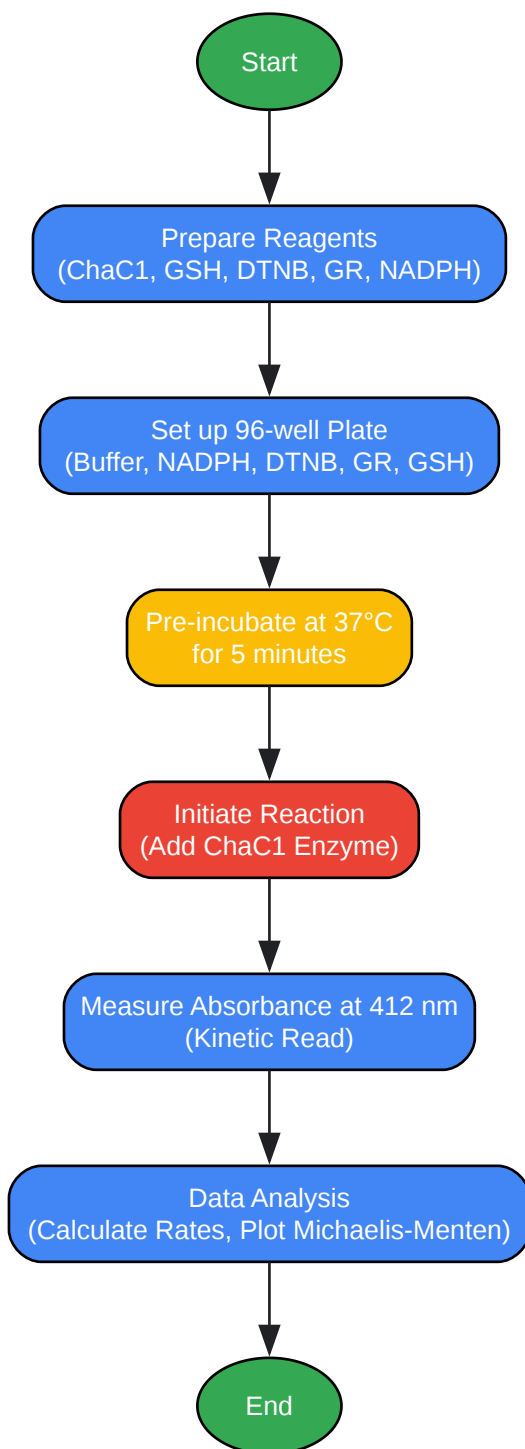 Start
Prepare Reagents
(ChaC1, GSH, DTNB, GR, NADPH)
Set up 96-well Plate
(Buffer, NADPH, DTNB, GR, GSH)
Pre-incubate at 37°C
for 5 minutes
Initiate Reaction
(Add ChaC1 Enzyme)
Measure Absorbance at 412 nm
(Kinetic Read)
Data Analysis
(Calculate Rates, Plot Michaelis-Menten)
End